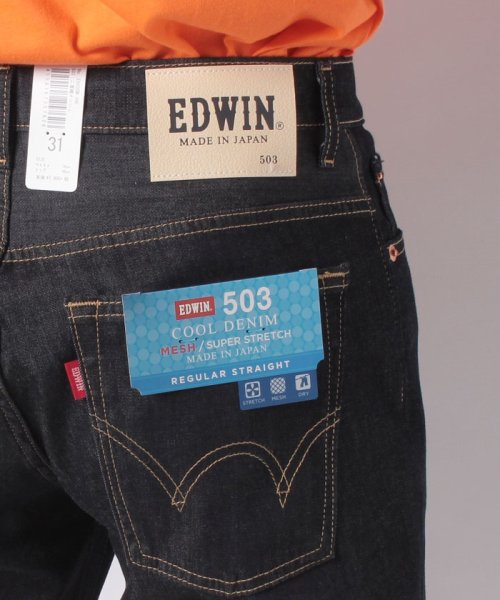 31
EDWIN®
MADE IN JAPAN
503
EDWIN. 503
COOL DENIM
MESH/SUPER STRETCH
MADE IN JAPAN
REGULAR STRAIGHT
STRETCH MESH DRY
EDWIN